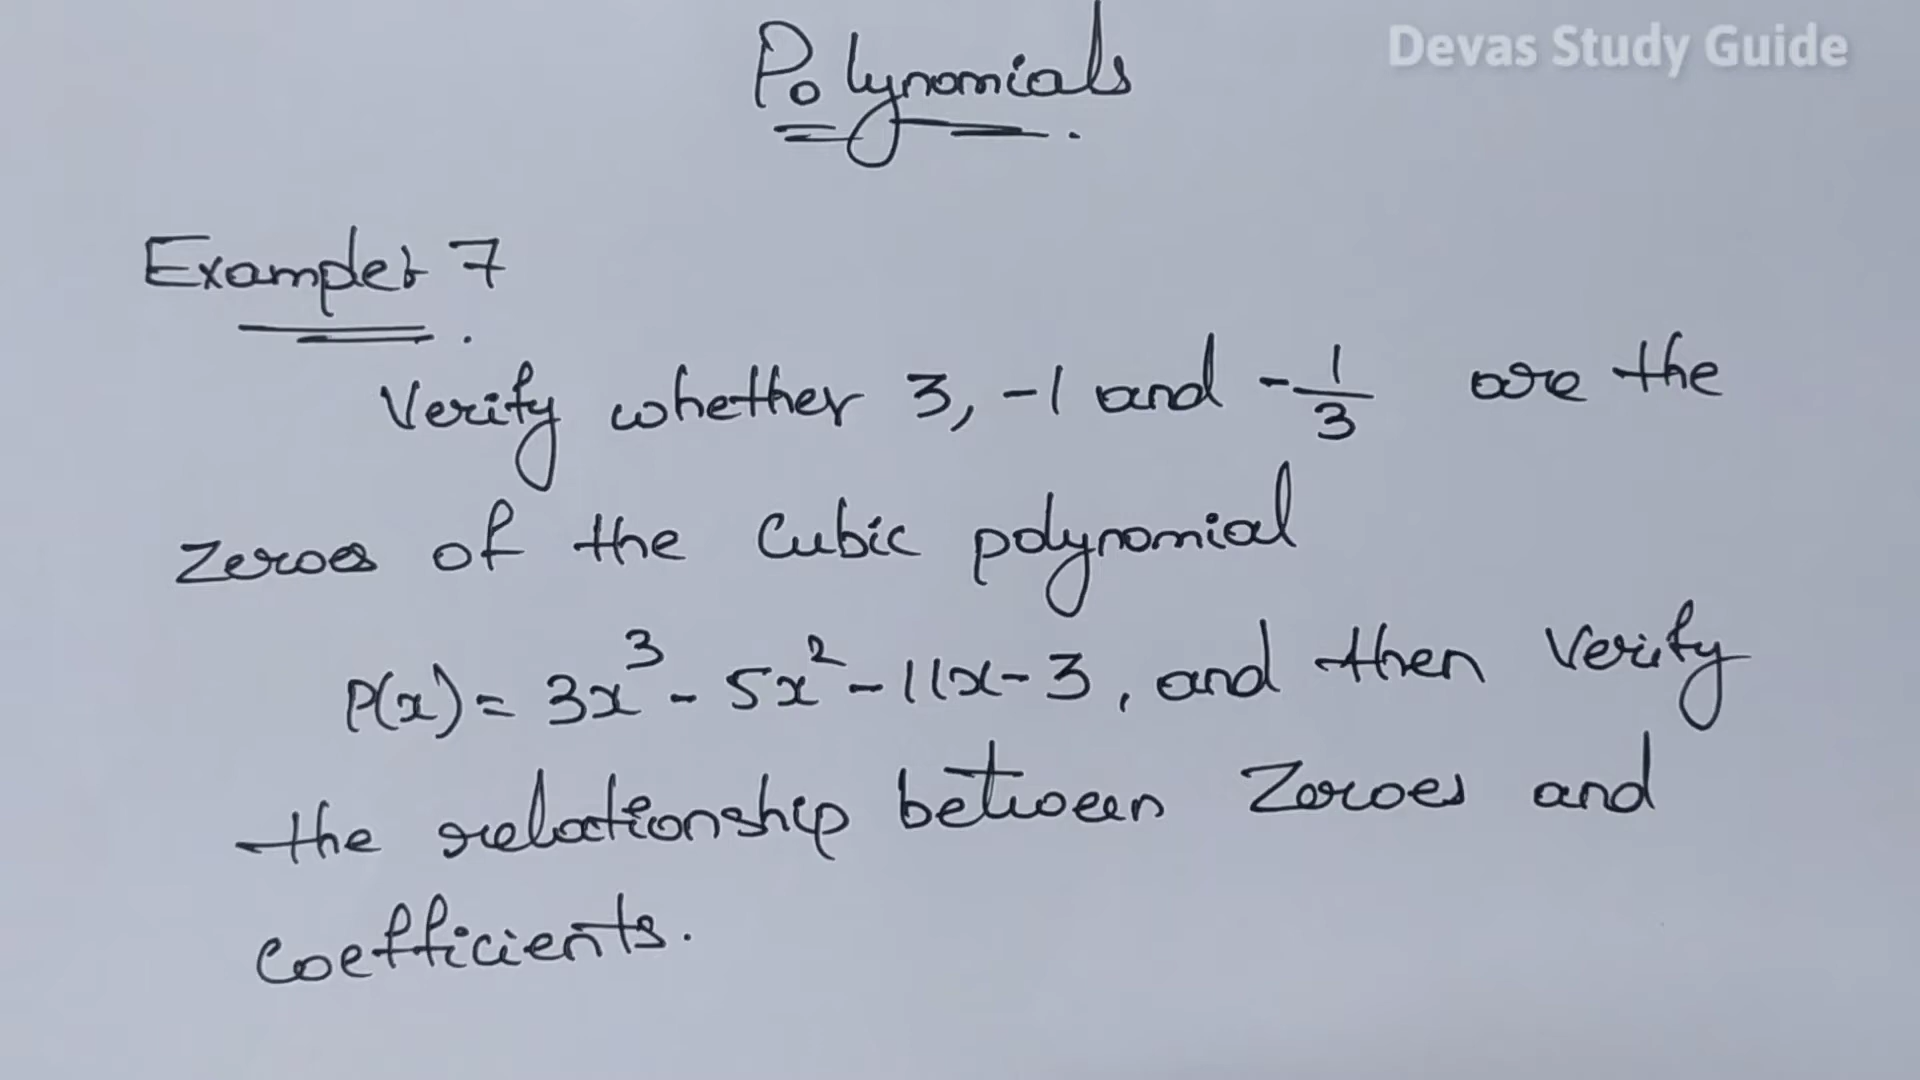 Polynomials
Devas Study Guide
Example:- 7
Verify whether 3, -1 and -1/3 are the
zeroes of the Cubic polynomial
P(x) = 3x³ - 5x² - 11x - 3, and then Verify
the relationship between Zeroes and
coefficients.